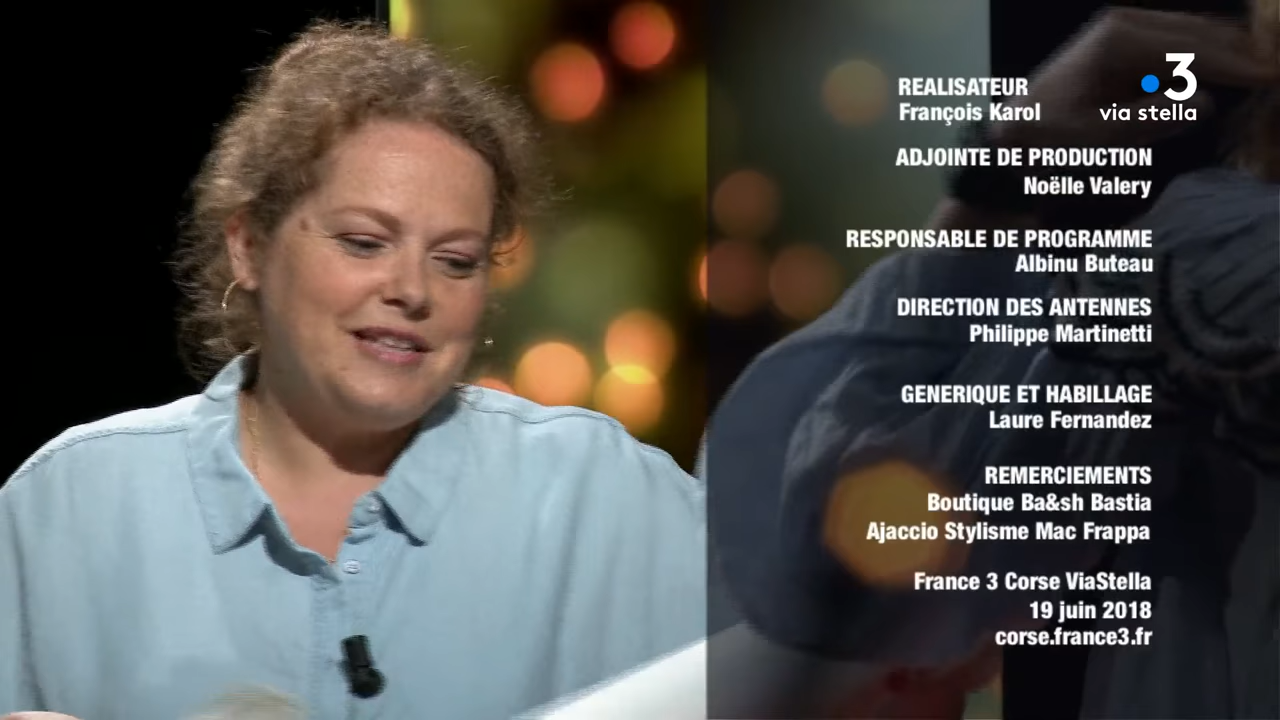 3
via stella
REALISATEUR
François Karol
ADJOINTE DE PRODUCTION
Noëlle Valery
RESPONSABLE DE PROGRAMME
Albinu Buteau
DIRECTION DES ANTENNES
Philippe Martinetti
GENERIQUE ET HABILLAGE
Laure Fernandez
REMERCIEMENTS
Boutique Ba&sh Bastia
Ajaccio Stylisme Mac Frappa
France 3 Corse ViaStella
19 juin 2018
corse.france3.fr